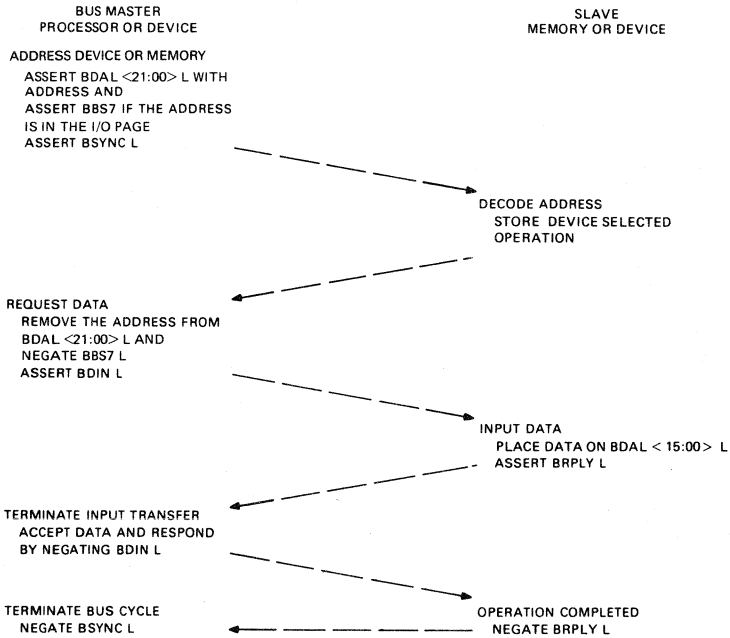 BUS MASTER
PROCESSOR OR DEVICE
SLAVE
MEMORY OR DEVICE
ADDRESS DEVICE OR MEMORY
ASSERT BDAL <21:00> L WITH
ADDRESS AND
ASSERT BBS7 IF THE ADDRESS
IS IN THE I/O PAGE
ASSERT BSYNC L
DECODE ADDRESS
STORE DEVICE SELECTED
OPERATION
REQUEST DATA
REMOVE THE ADDRESS FROM
BDAL <21:00> L AND
NEGATE BBS7 L
ASSERT BDIN L
INPUT DATA
PLACE DATA ON BDAL < 15:00> L
ASSERT BRPLY L
TERMINATE INPUT TRANSFER
ACCEPT DATA AND RESPOND
BY NEGATING BDIN L
OPERATION COMPLETED
NEGATE BRPLY L
TERMINATE BUS CYCLE
NEGATE BSYNC L